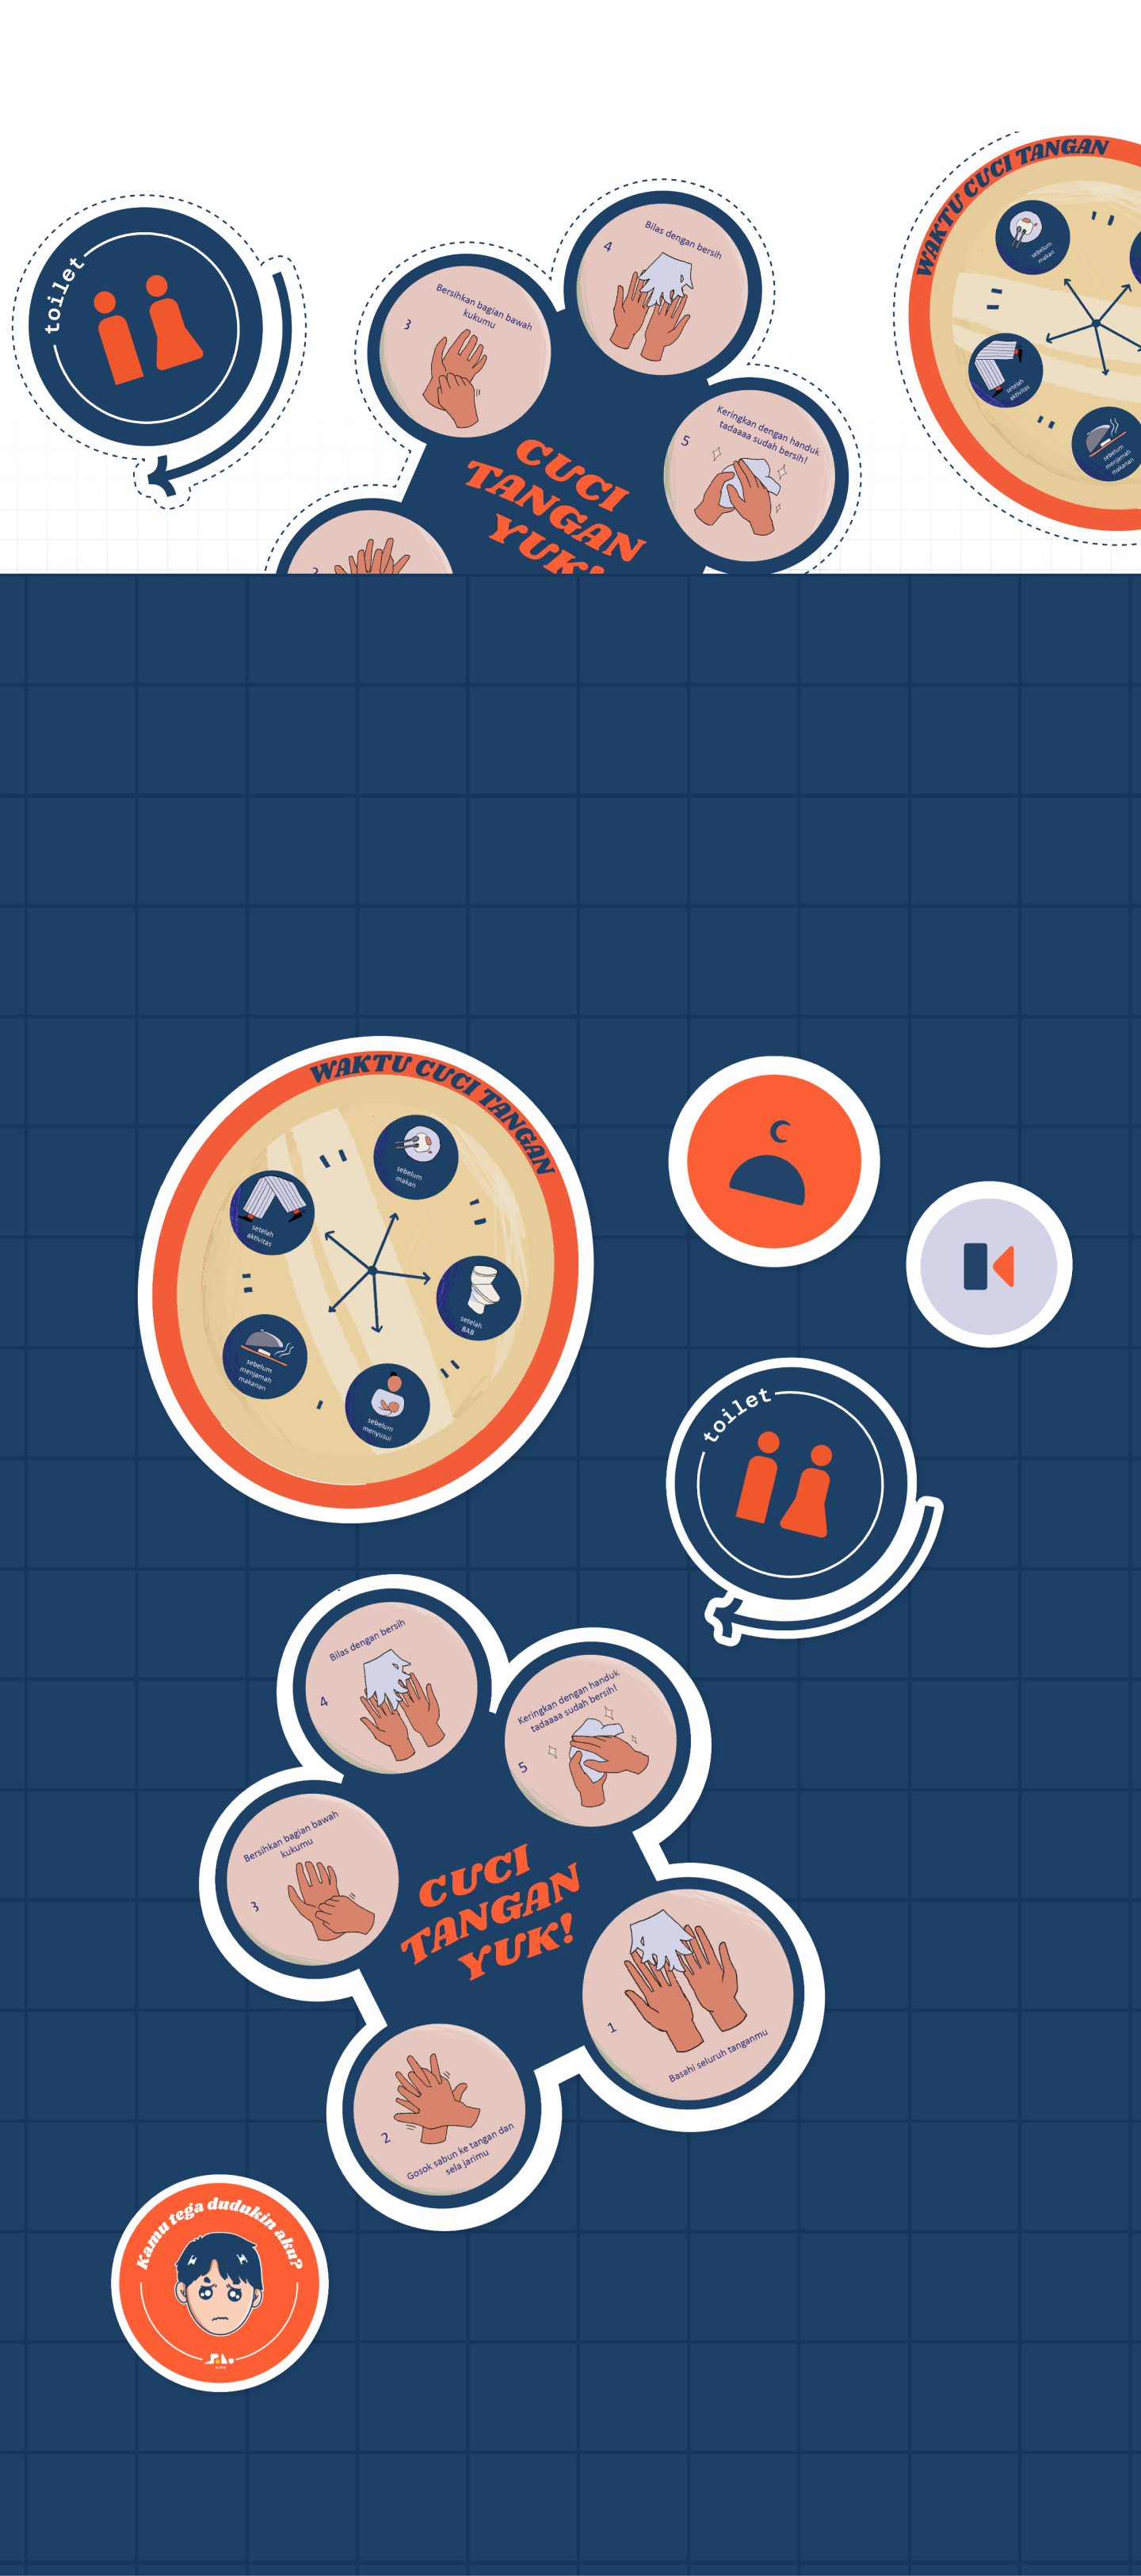 toilet
3
Bersihkan bagian bawah
kukumu
4
Bilas dengan bersih
5
Keringkan dengan handuk
tadaaaa sudah bersih!
CUCI
TANGAN
YUK!
2
WAKTU CUCI TANGAN
sebelum
makan
setelah
aktivitas
sebelum
menjamah
makanan
WAKTU CUCI TANGAN
sebelum
makan
setelah
aktivitas
setelah
BAB
sebelum
menjamah
makanan
sebelum
menyusui
toilet
Bilas dengan bersih
4
Keringkan dengan handuk
tadaaaa sudah bersih!
5
Bersihkan bagian bawah
kukumu
3
CUCI
TANGAN
YUK!
1
Basahi seluruh tanganmu
2
Gosok sabun ke tangan dan
sela jarimu
Kamu tega dudukin aku?